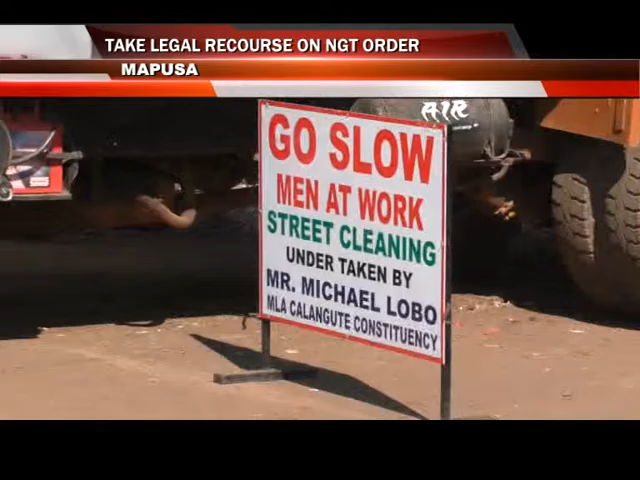 TAKE LEGAL RECOURSE ON NGT ORDER
MAPUSA
AIR
GO SLOW
MEN AT WORK
STREET CLEANING
UNDER TAKEN BY
MR. MICHAEL LOBO
MLA CALANGUTE CONSTITUENCY